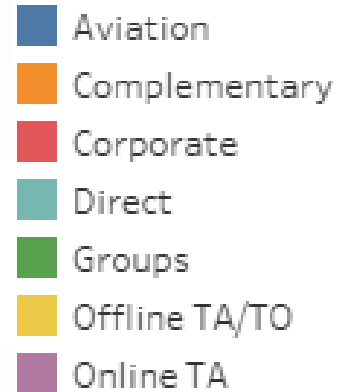 Aviation
Complementary
Corporate
Direct
Groups
Offline TA/TO
Online TA